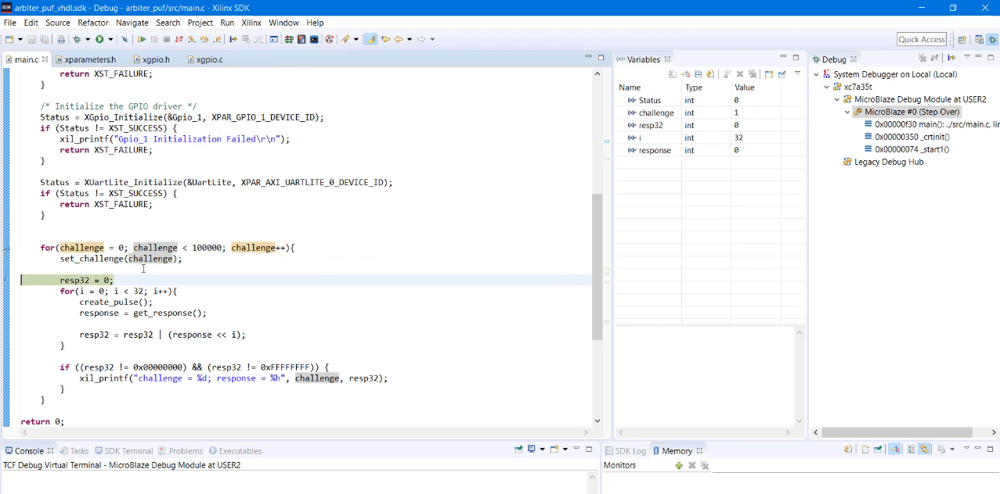 arbiter_puf_vhdl.sdk - Debug - arbiter_puf/src/main.c - Xilinx SDK
File Edit Source Refactor Navigate Search Project Run Xilinx Window Help
Quick Access
main.c xparameters.h xgpio.h xgpio.c
return XST_FAILURE;
}
/* Initialize the GPIO driver */
Status = XGpio_Initialize(&Gpio_1, XPAR_GPIO_1_DEVICE_ID);
if (Status != XST_SUCCESS) {
xil_printf("Gpio_1 Initialization Failed\r\n");
return XST_FAILURE;
}
Status = XUartLite_Initialize(&UartLite, XPAR_AXI_UARTLITE_0_DEVICE_ID);
if (Status != XST_SUCCESS) {
return XST_FAILURE;
}
for(challenge = 0; challenge < 100000; challenge++){
set_challenge(challenge);
resp32 = 0;
for(i = 0; i < 32; i++){
create_pulse();
response = get_response();
resp32 = resp32 | (response << i);
}
if ((resp32 != 0x00000000) && (resp32 != 0xFFFFFFFF)) {
xil_printf("challenge = %d; response = %h", challenge, resp32);
}
}
return 0;
Variables
Name Type Value
Status int 0
challenge int 1
resp32 int 0
i int 32
response int 0
Debug
System Debugger on Local (Local)
xc7a35t
MicroBlaze Debug Module at USER2
MicroBlaze #0 (Step Over)
0x00000f30 main(): ../src/main.c, lin
0x00000350 _crtinit()
0x00000074 _start1()
Legacy Debug Hub
Console Tasks SDK Terminal Problems Executables
TCF Debug Virtual Terminal - MicroBlaze Debug Module at USER2
SDK Log Memory
Monitors